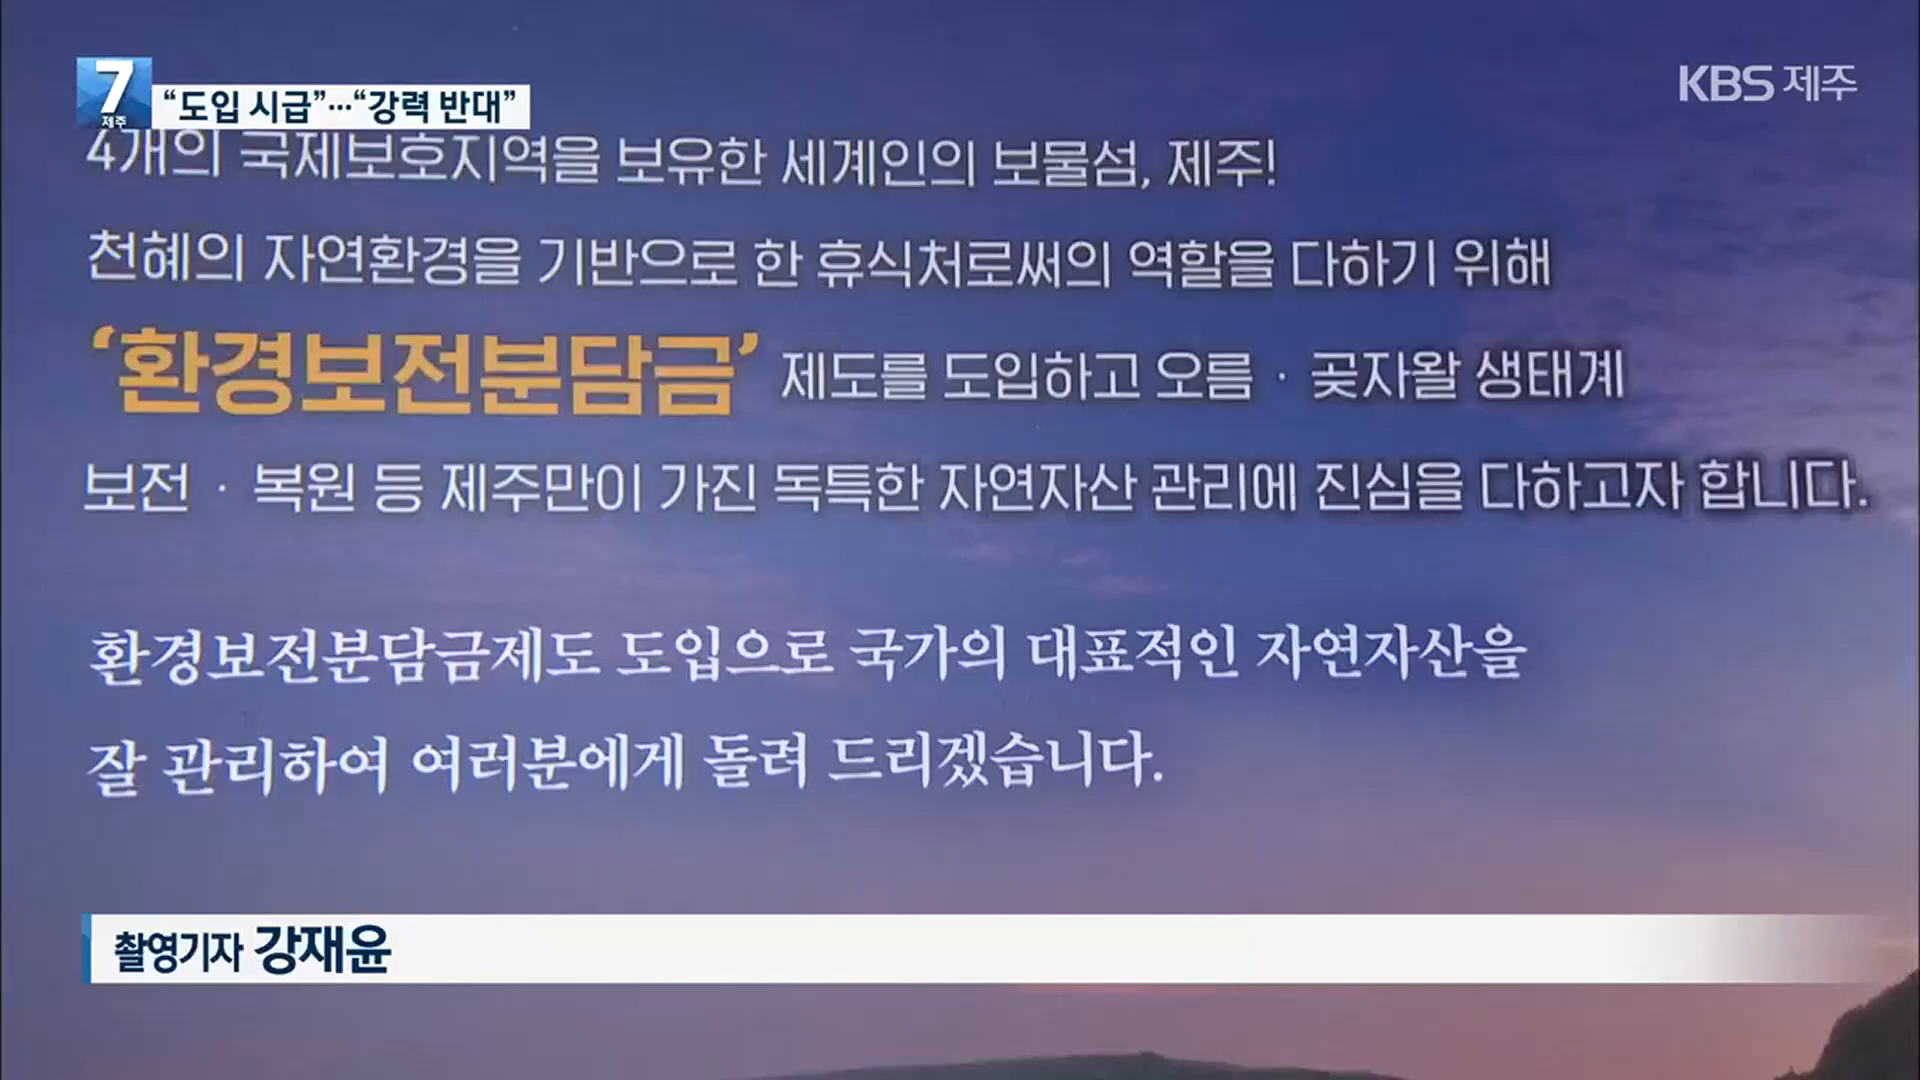 7
제주
“도입 시급”…“강력 반대”
KBS 제주
4개의 국제보호지역을 보유한 세계인의 보물섬, 제주!
천혜의 자연환경을 기반으로 한 휴식처로써의 역할을 다하기 위해
‘환경보전분담금’ 제도를 도입하고 오름 · 곶자왈 생태계
보전 · 복원 등 제주만이 가진 독특한 자연자산 관리에 진심을 다하고자 합니다.
환경보전분담금제도 도입으로 국가의 대표적인 자연자산을
잘 관리하여 여러분에게 돌려 드리겠습니다.
촬영기자 강재윤